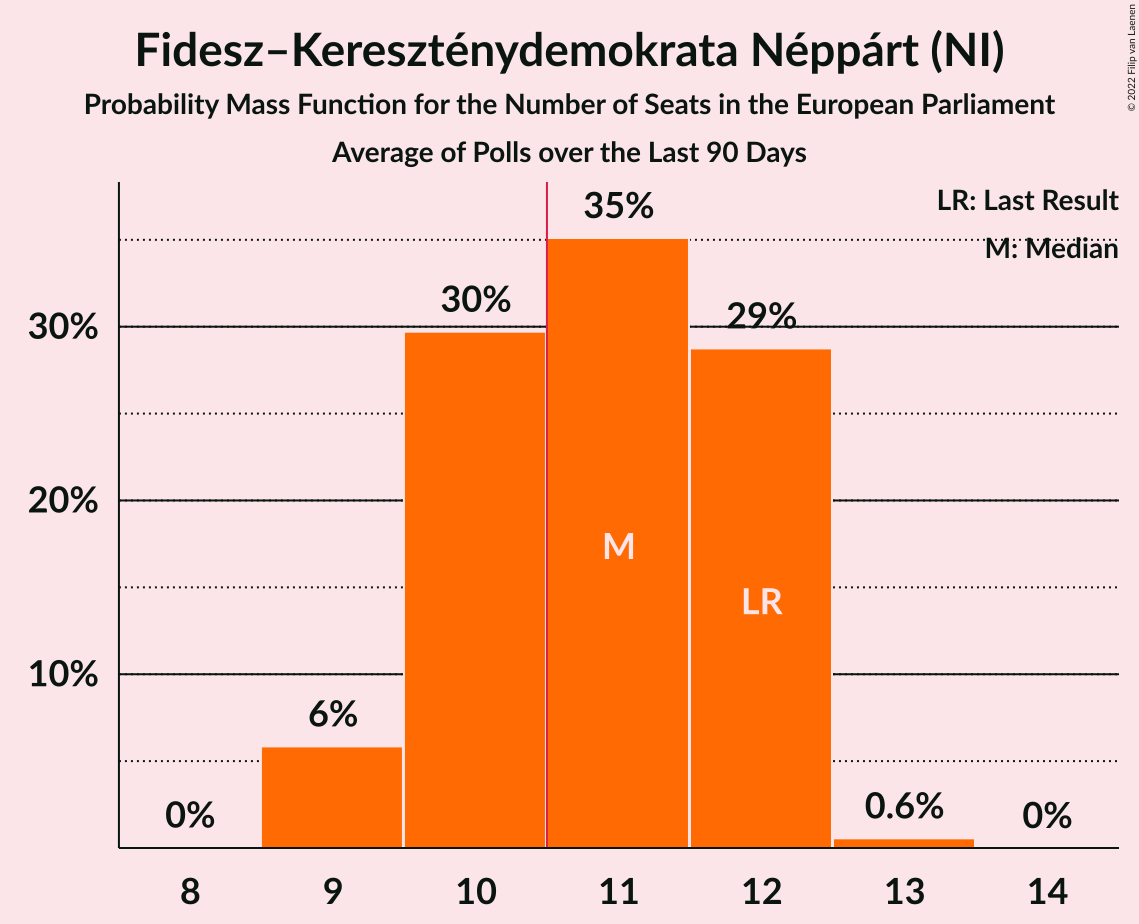 Fidesz–Kereszténydemokrata Néppárt (NI)
Probability Mass Function for the Number of Seats in the European Parliament
Average of Polls over the Last 90 Days
© 2022 Filip van Laenen
LR: Last Result
M: Median
35%
30%
29%
30%
20%
M
LR
10%
6%
0%
0.6%
0%
8 9 10 11 12 13 14